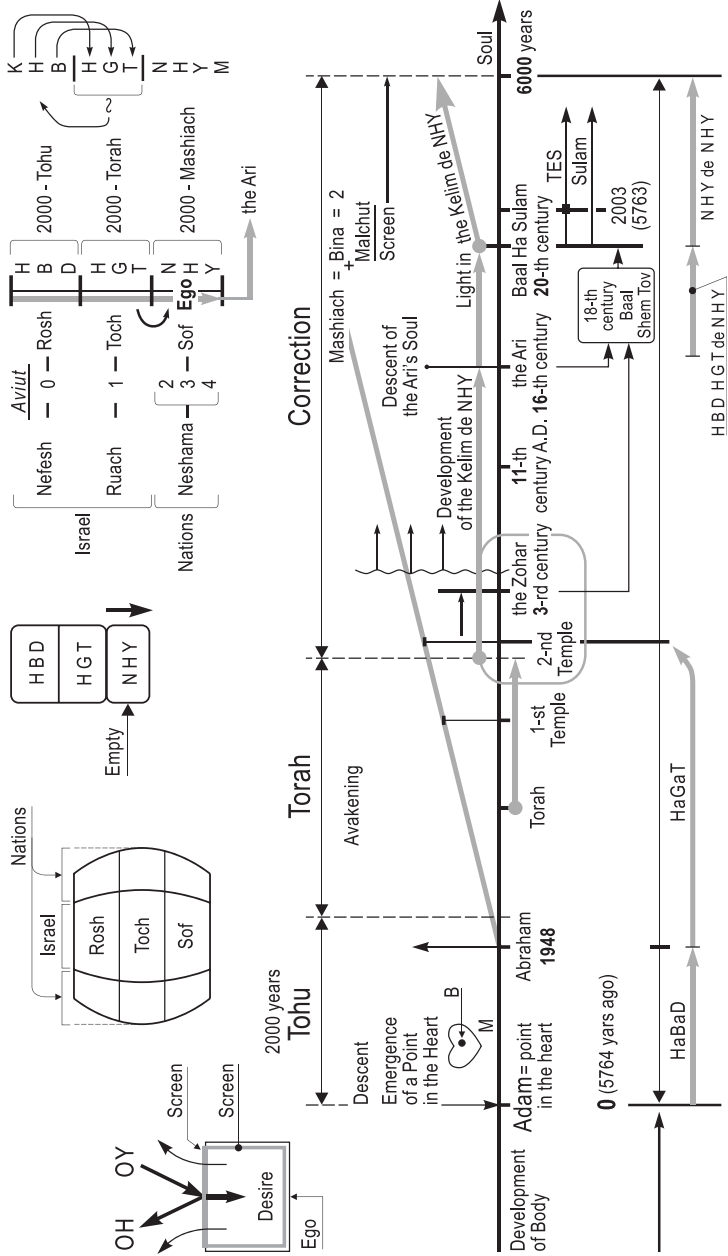 OH
OY
Screen
Screen
Desire
Ego
Nations
Israel
Rosh
Toch
Sof
Empty
HBD
HGT
NHY
Israel
Nations
Aviut
Nefesh
0
Rosh
Ruach
1
Toch
Neshama
2
3
4
Sof
H
B
D
H
G
T
N
H
Y
Ego
the Ari
2000 - Tohu
2000 - Torah
2000 - Mashiach
K
H
B
H
G
T
N
H
Y
M
~
2000 years
Tohu
Torah
Correction
Descent
Emergence
of a Point
in the Heart
B
M
Avakening
Mashiach = Bina = 2
+
Malchut
Screen
Descent of
the Ari's Soul
Development
of the Kelim de NHY
Light in the Kelim de NHY
Soul
Development
of Body
Adam = point
in the heart
Abraham
1948
Torah
1-st
Temple
2-nd
Temple
the Zohar
3-rd century
11-th
century A.D.
the Ari
16-th century
Baal Ha Sulam
20-th century
6000 years
TES
Sulam
2003
(5763)
18-th
century
Baal
Shem Tov
0 (5764 yars ago)
HaBaD
HaGaT
HBD HGT de NHY
NHY de NHY